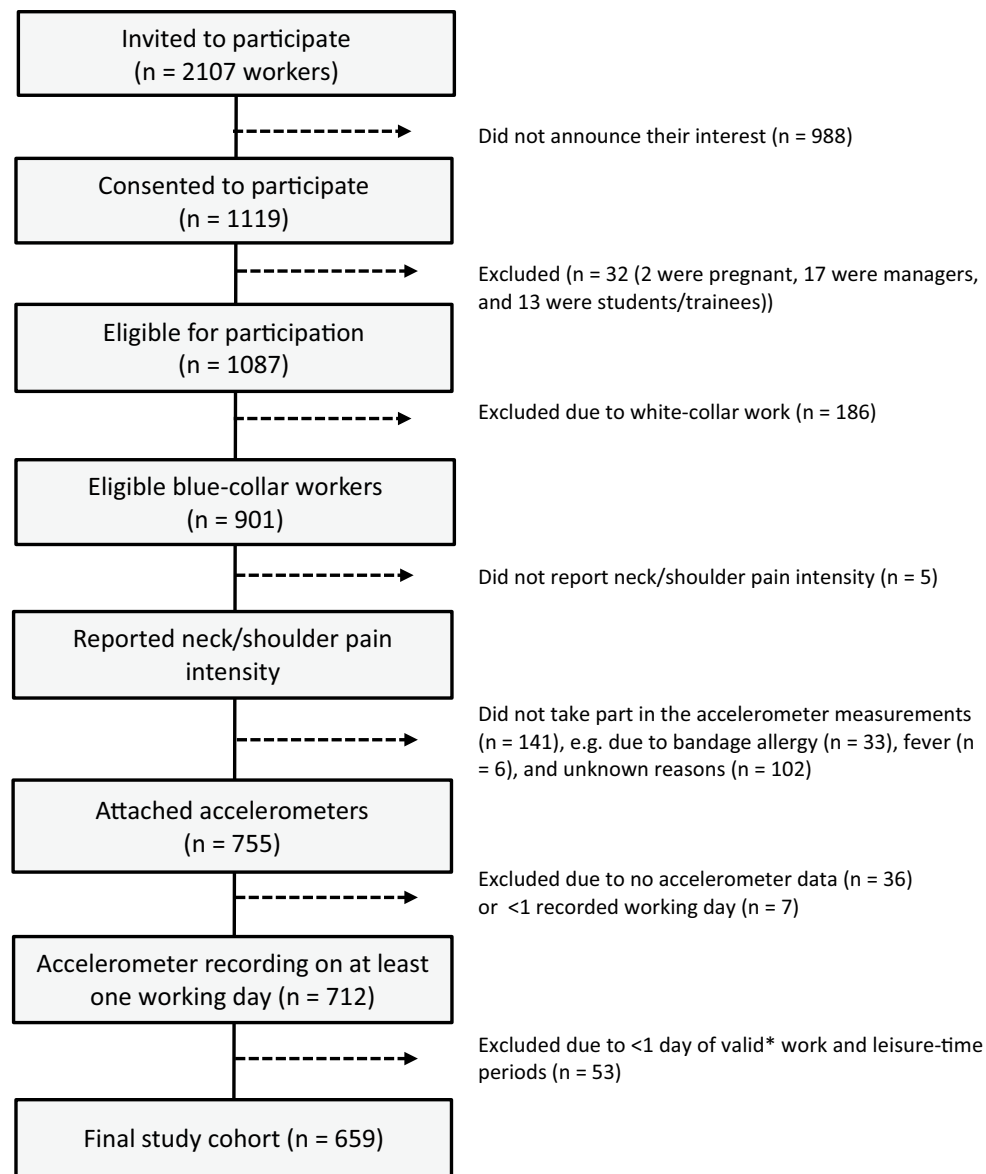 Invited to participate
(n = 2107 workers)
Did not announce their interest (n = 988)
Consented to participate
(n = 1119)
Excluded (n = 32 (2 were pregnant, 17 were managers,
and 13 were students/trainees))
Eligible for participation
(n = 1087)
Excluded due to white-collar work (n = 186)
Eligible blue-collar workers
(n = 901)
Did not report neck/shoulder pain intensity (n = 5)
Reported neck/shoulder pain
intensity
Did not take part in the accelerometer measurements
(n = 141), e.g. due to bandage allergy (n = 33), fever (n
= 6), and unknown reasons (n = 102)
Attached accelerometers
(n = 755)
Excluded due to no accelerometer data (n = 36)
or <1 recorded working day (n = 7)
Accelerometer recording on at least
one working day (n = 712)
Excluded due to <1 day of valid* work and leisure-time
periods (n = 53)
Final study cohort (n = 659)